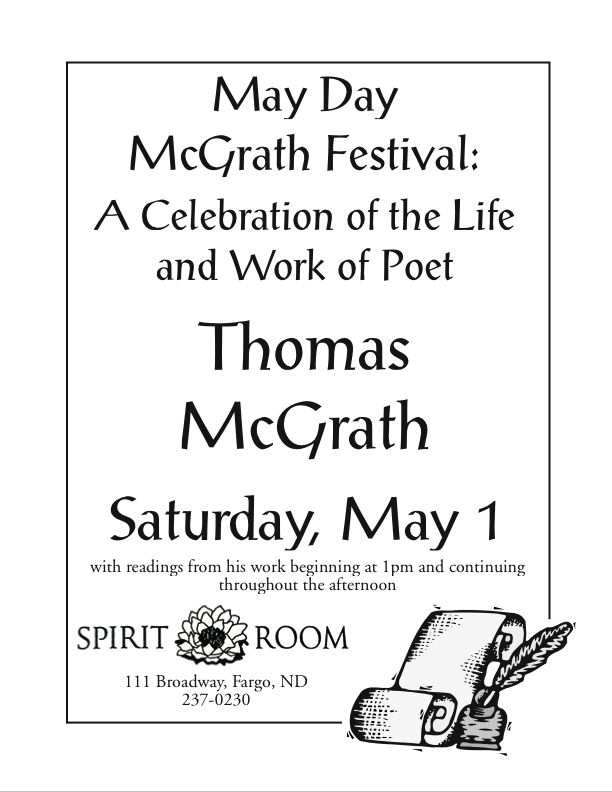 May Day
McGrath Festival:
A Celebration of the Life
and Work of Poet
Thomas
McGrath
Saturday, May 1
with readings from his work beginning at 1pm and continuing
throughout the afternoon
SPIRIT ROOM
111 Broadway, Fargo, ND
237-0230